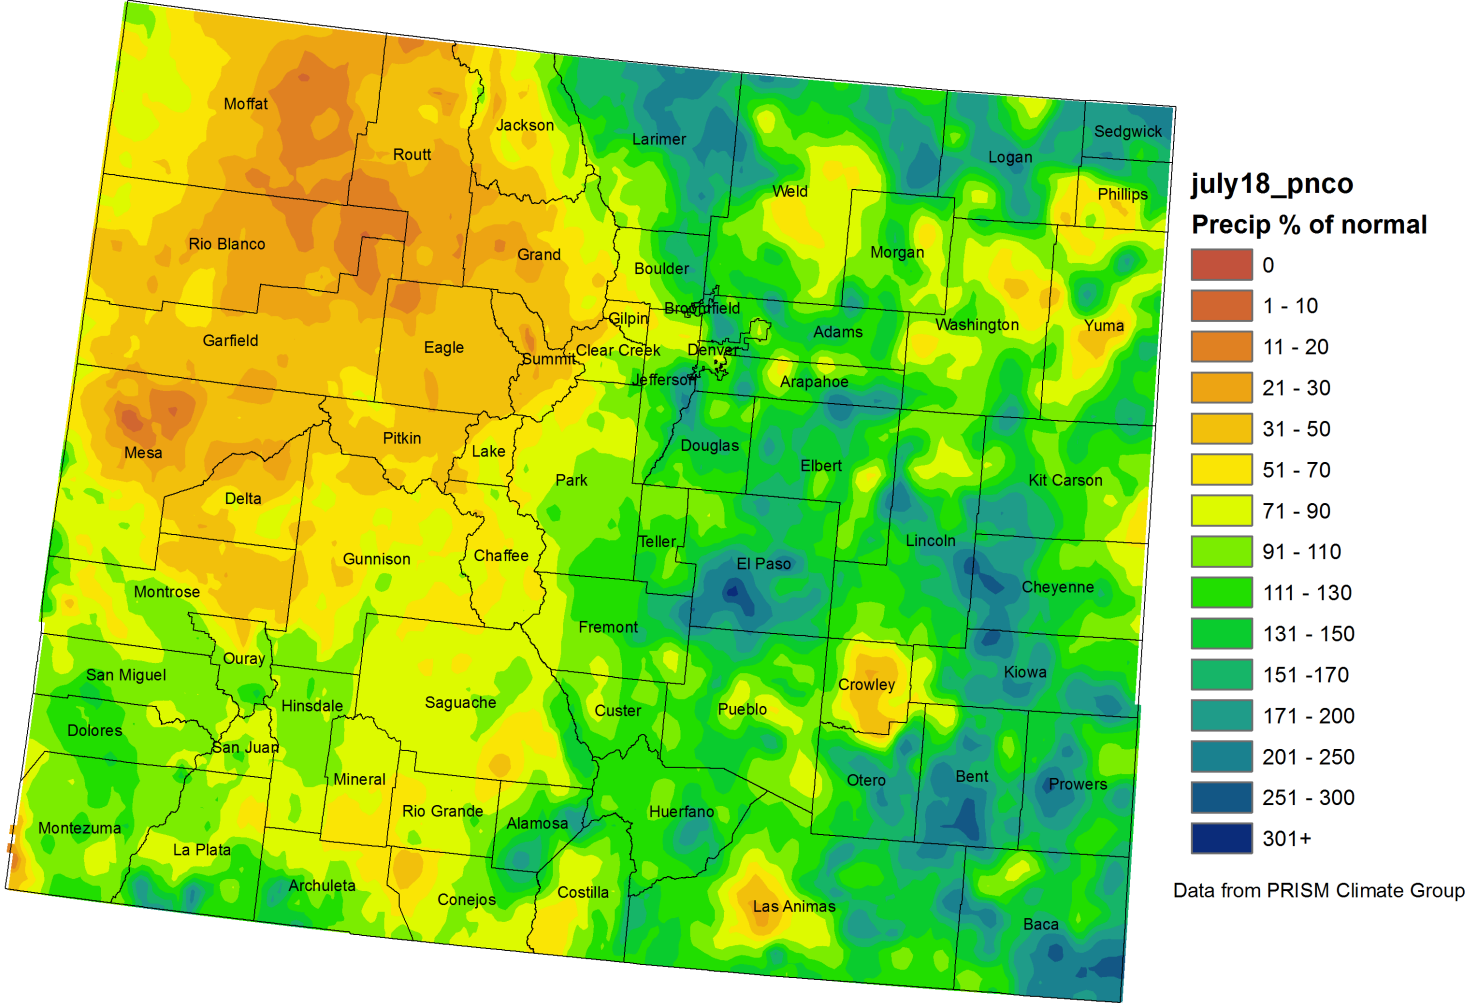 july18_pnco
Precip % of normal
0
1 - 10
11 - 20
21 - 30
31 - 50
51 - 70
71 - 90
91 - 110
111 - 130
131 - 150
151 -170
171 - 200
201 - 250
251 - 300
301+
Data from PRISM Climate Group
Moffat
Routt
Jackson
Larimer
Weld
Logan
Sedgwick
Phillips
Rio Blanco
Grand
Boulder
Morgan
Broomfield
Gilpin
Adams
Washington
Yuma
Garfield
Eagle
Summit
Clear Creek
Denver
Jefferson
Arapahoe
Mesa
Pitkin
Lake
Park
Douglas
Elbert
Kit Carson
Delta
Gunnison
Chaffee
Teller
El Paso
Lincoln
Cheyenne
Montrose
Fremont
Ouray
San Miguel
Hinsdale
Saguache
Custer
Pueblo
Crowley
Kiowa
Dolores
San Juan
Mineral
Rio Grande
Alamosa
Huerfano
Otero
Bent
Prowers
Montezuma
La Plata
Archuleta
Conejos
Costilla
Las Animas
Baca